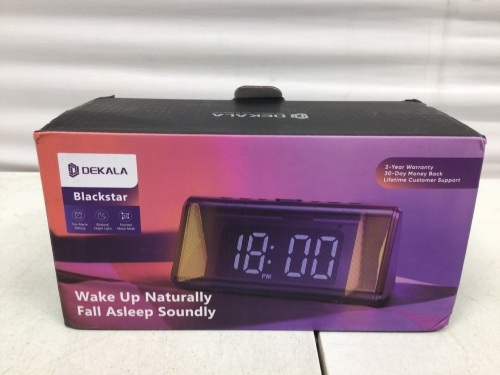 DEKALA
DEKALA
Blackstar
2-Year Warranty
30-Day Money Back
Lifetime Customer Support
18:00
PM
Wake Up Naturally
Fall Asleep Soundly